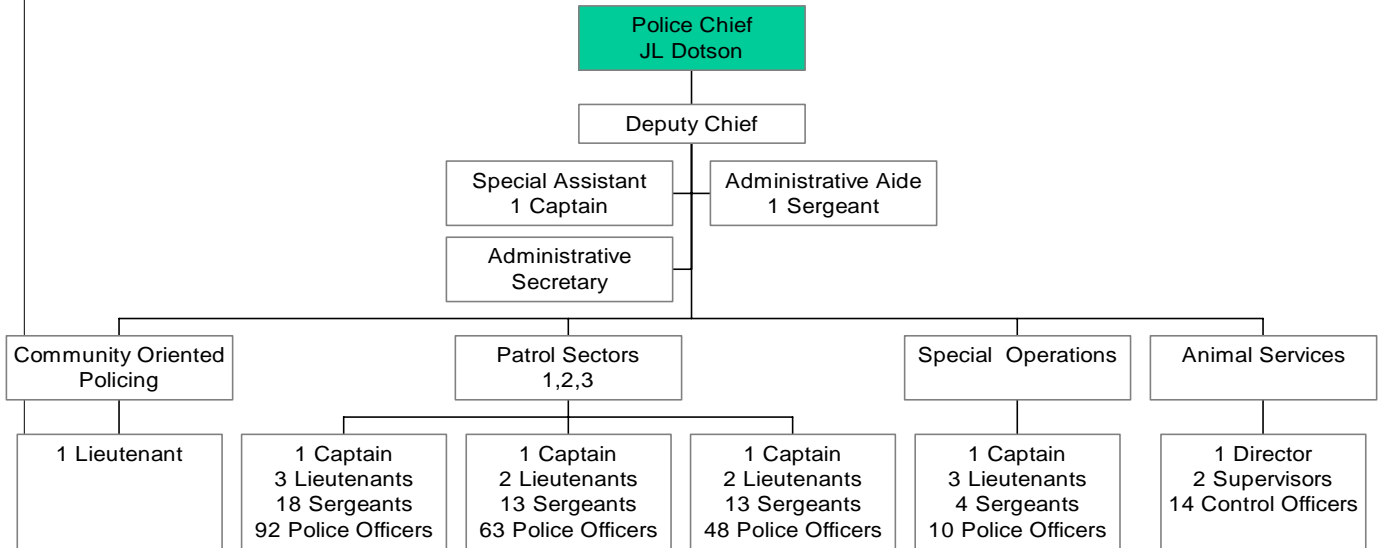 Police Chief
JL Dotson
Deputy Chief
Special Assistant
1 Captain
Administrative Aide
1 Sergeant
Administrative
Secretary
Community Oriented
Policing
Patrol Sectors
1,2,3
Special Operations
Animal Services
1 Lieutenant
1 Captain
3 Lieutenants
18 Sergeants
92 Police Officers
1 Captain
2 Lieutenants
13 Sergeants
63 Police Officers
1 Captain
2 Lieutenants
13 Sergeants
48 Police Officers
1 Captain
3 Lieutenants
4 Sergeants
10 Police Officers
1 Director
2 Supervisors
14 Control Officers